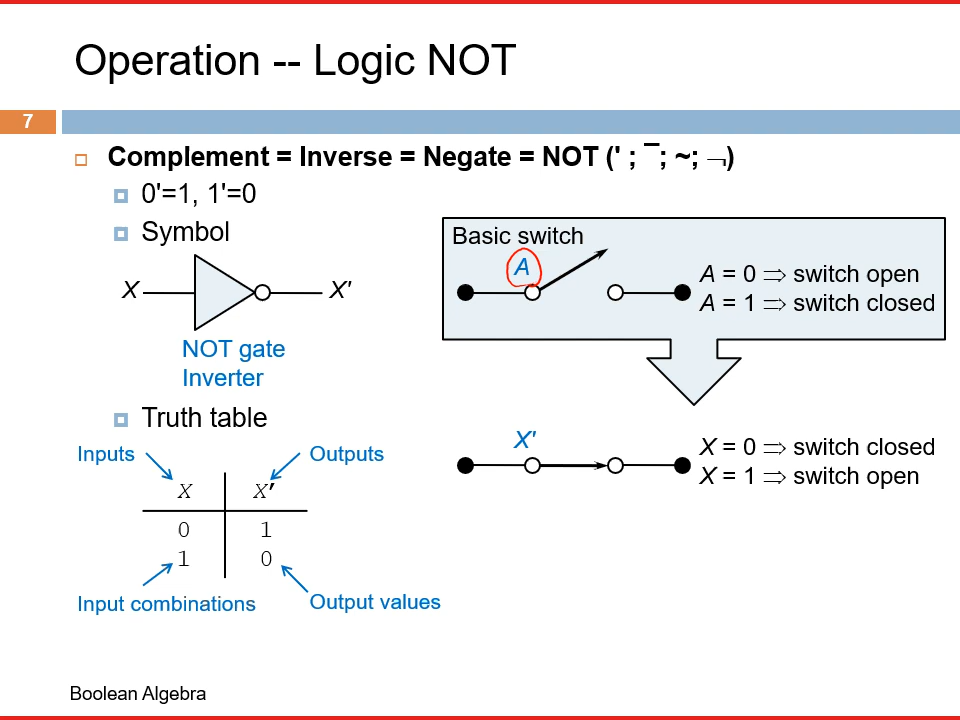 Operation -- Logic NOT
7
Complement = Inverse = Negate = NOT (' ; ¯; ~; ¬)
0'=1, 1'=0
Symbol
X
X'
NOT gate
Inverter
Basic switch
A
A = 0 ⇒ switch open
A = 1 ⇒ switch closed
X'
X = 0 ⇒ switch closed
X = 1 ⇒ switch open
Truth table
Inputs
Outputs
X X'
0 1
1 0
Input combinations
Output values
Boolean Algebra